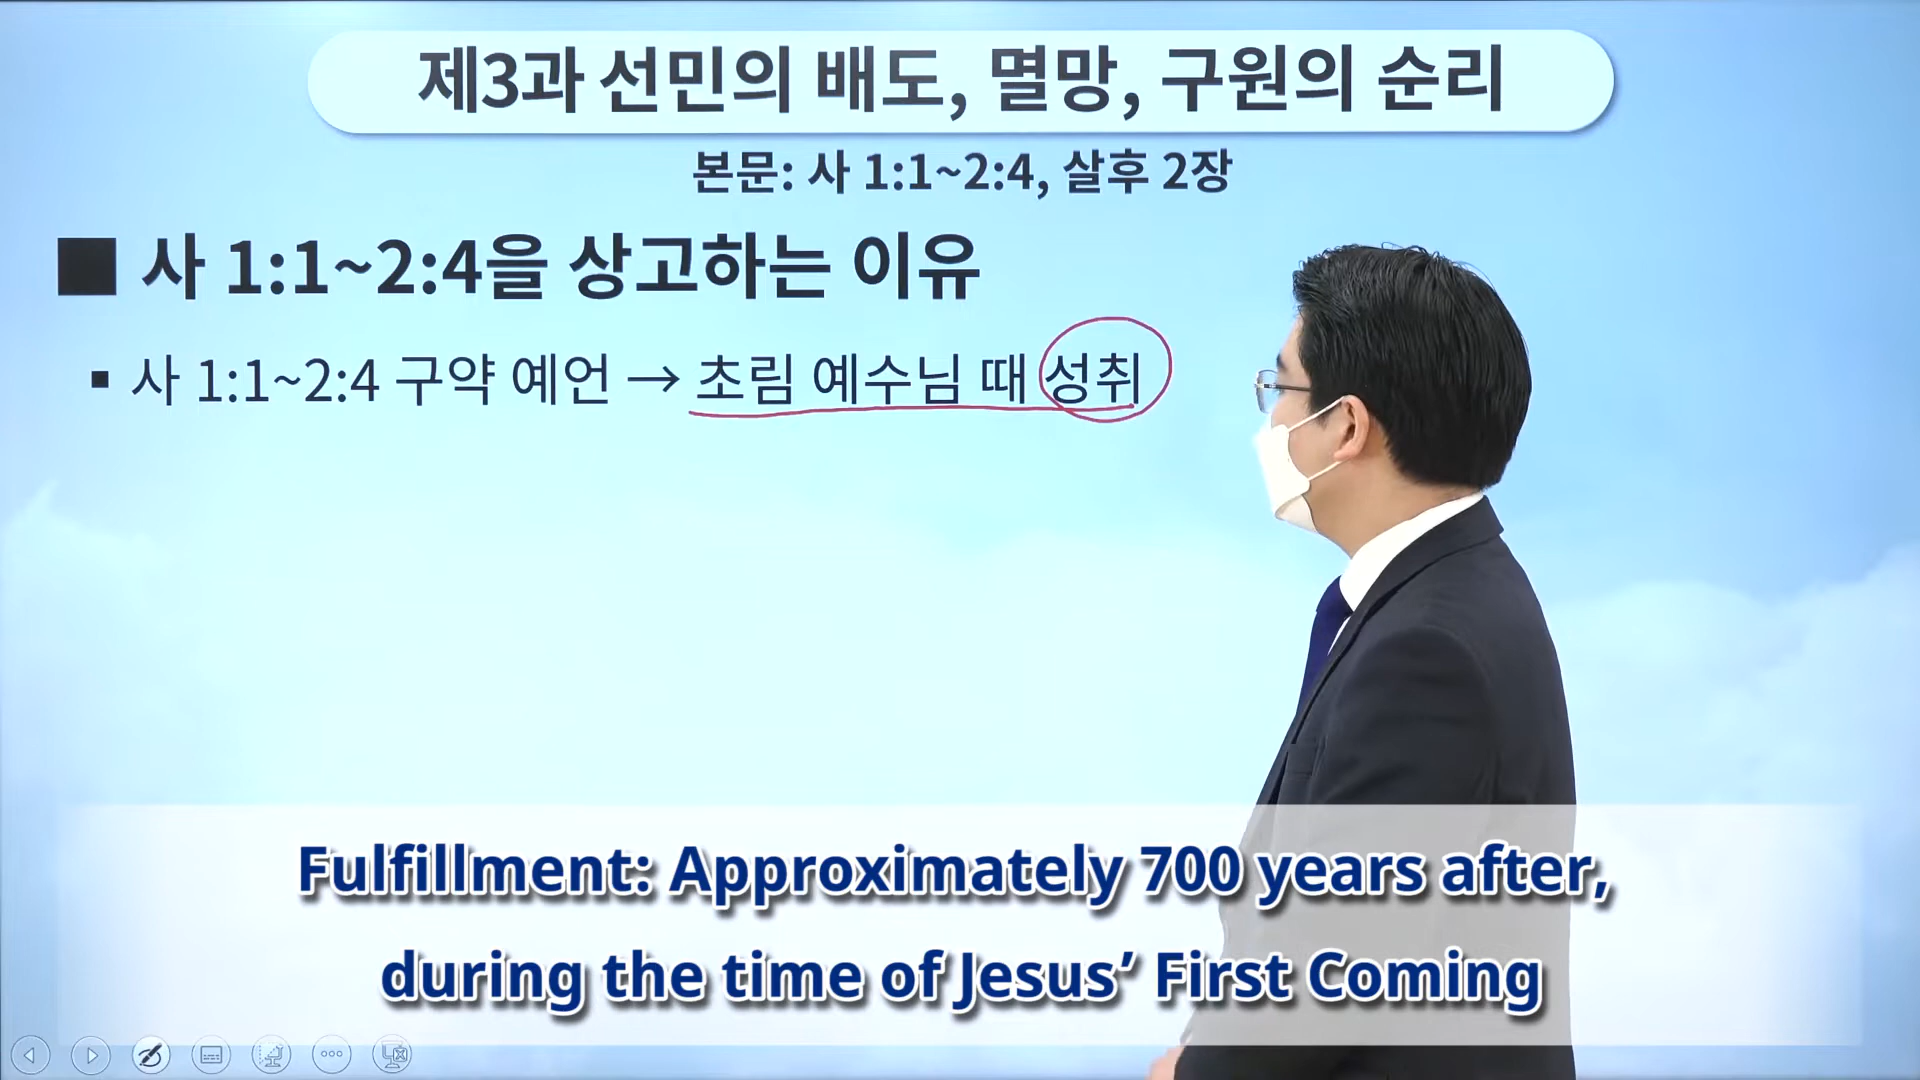 제3과 선민의 배도, 멸망, 구원의 순리
본문: 사 1:1~2:4, 살후 2장
■ 사 1:1~2:4을 상고하는 이유
▪ 사 1:1~2:4 구약 예언 → 초림 예수님 때 성취
Fulfillment: Approximately 700 years after,
during the time of Jesus’ First Coming